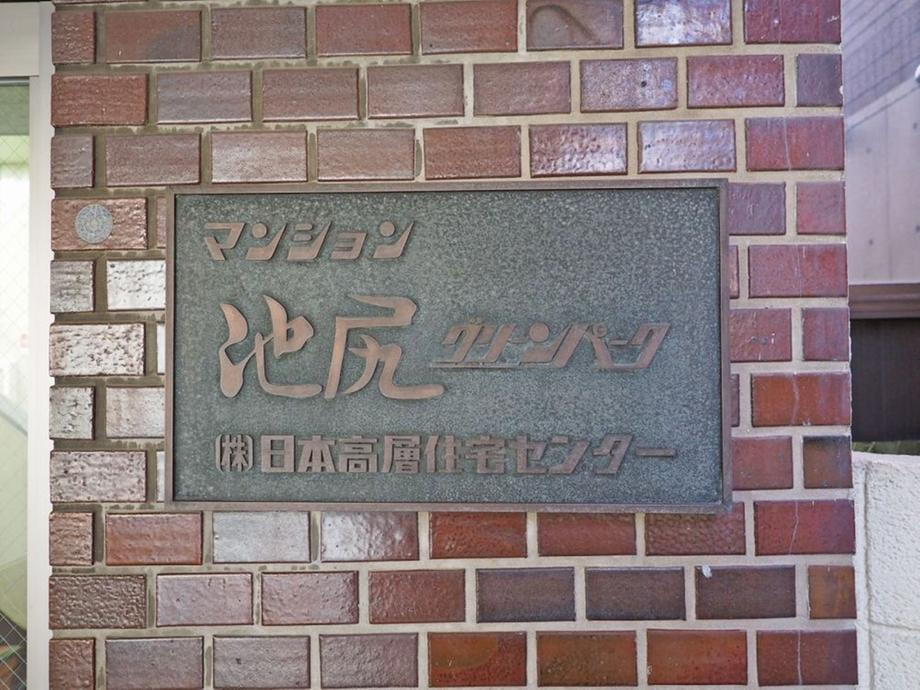 マンション
池尻グリーンパーク
㈱日本高層住宅センター